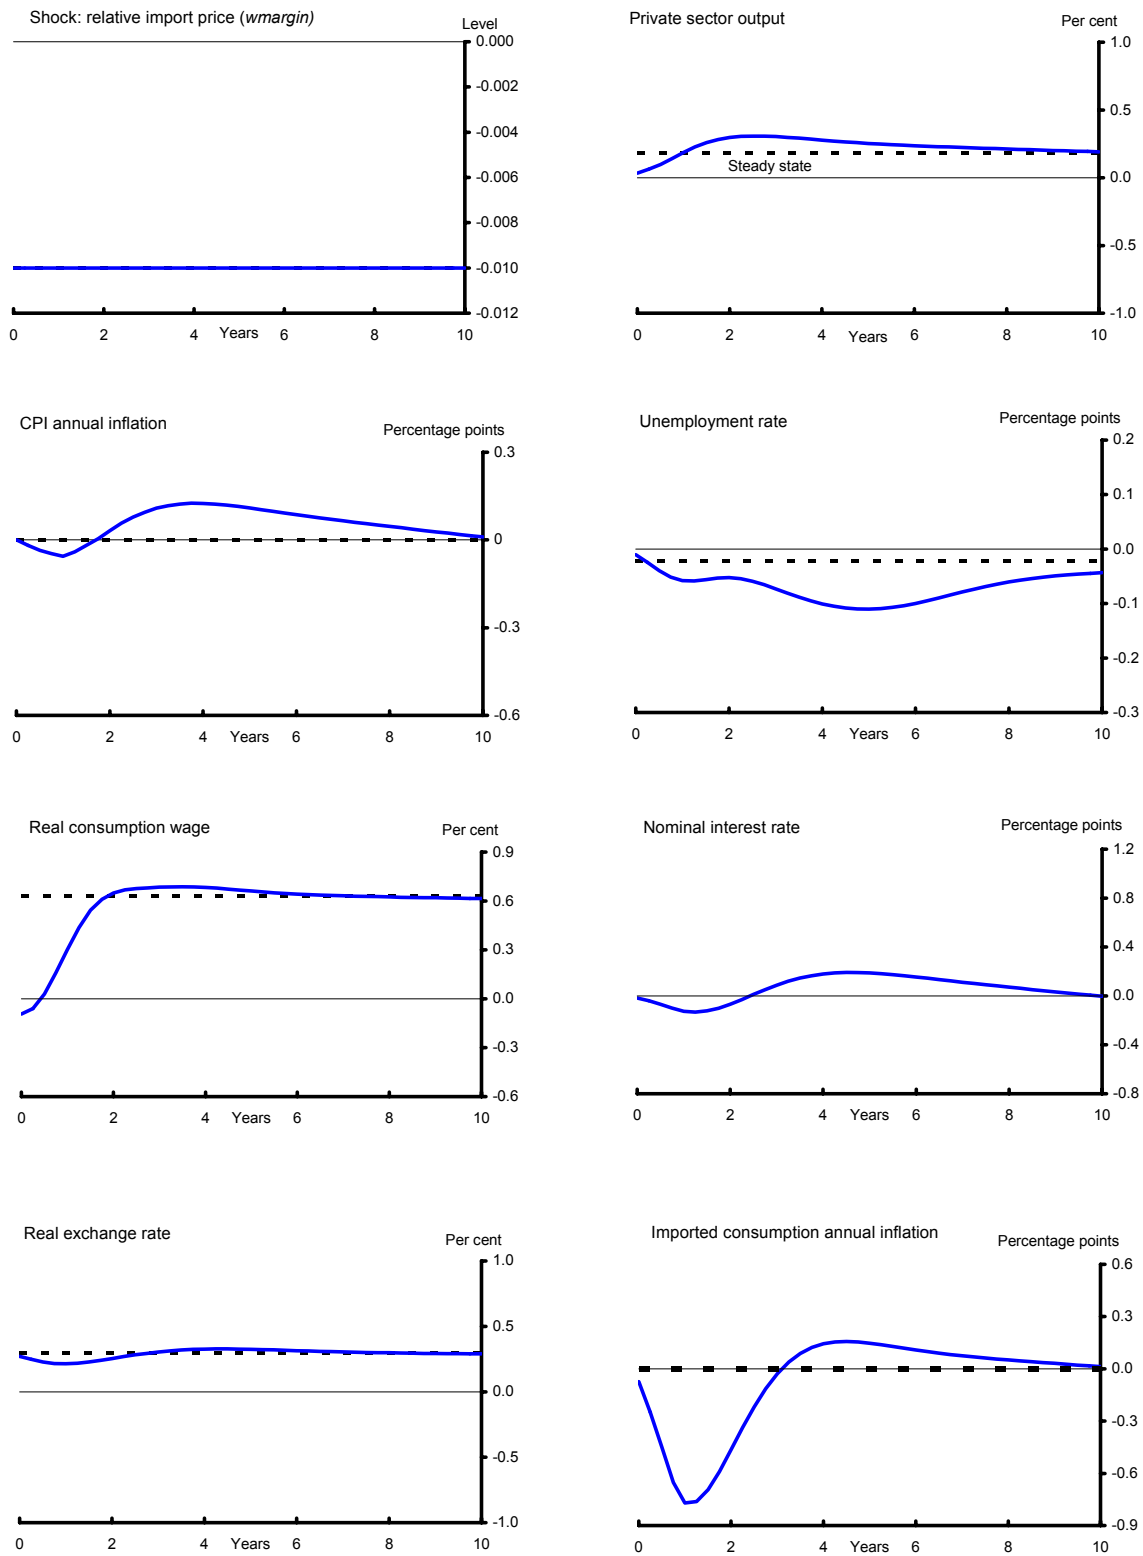 Shock: relative import price (wmargin)
Level
0.000
-0.002
-0.004
-0.006
-0.008
-0.010
-0.012
0 2 Years 4 6 8 10
Private sector output
Per cent
1.0
0.5
Steady state
0.0
-0.5
-1.0
0 2 4 Years 6 8 10
CPI annual inflation
Percentage points
0.3
0
-0.3
-0.6
0 2 4 Years 6 8 10
Unemployment rate
Percentage points
0.2
0.1
0.0
-0.1
-0.2
-0.3
0 2 4 Years 6 8 10
Real consumption wage
Per cent
0.9
0.6
0.3
0.0
-0.3
-0.6
0 2 4 Years 6 8 10
Nominal interest rate
Percentage points
1.2
0.8
0.4
0.0
-0.4
-0.8
0 2 4 Years 6 8 10
Real exchange rate
Per cent
1.0
0.5
0.0
-0.5
-1.0
0 2 4 Years 6 8 10
Imported consumption annual inflation
Percentage points
0.6
0.3
0.0
-0.3
-0.6
-0.9
0 2 4 Years 6 8 10